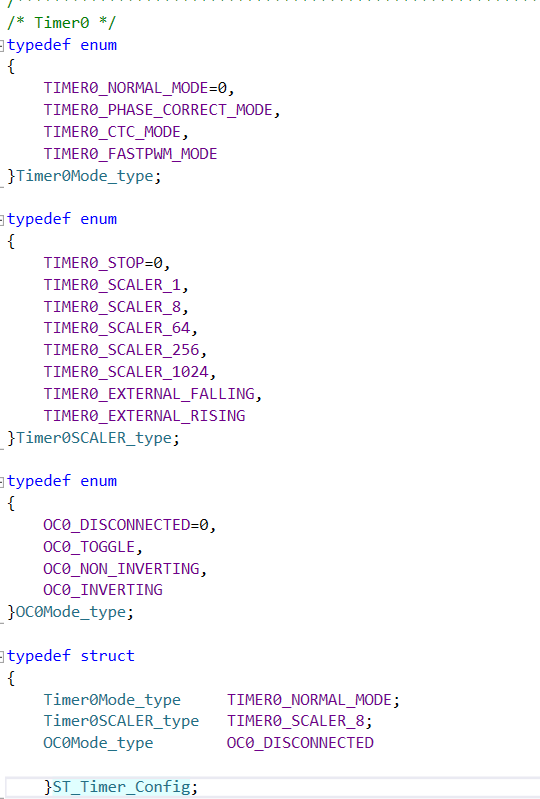 /* Timer0 */
typedef enum
{
    TIMER0_NORMAL_MODE=0,
    TIMER0_PHASE_CORRECT_MODE,
    TIMER0_CTC_MODE,
    TIMER0_FASTPWM_MODE
}Timer0Mode_type;

typedef enum
{
    TIMER0_STOP=0,
    TIMER0_SCALER_1,
    TIMER0_SCALER_8,
    TIMER0_SCALER_64,
    TIMER0_SCALER_256,
    TIMER0_SCALER_1024,
    TIMER0_EXTERNAL_FALLING,
    TIMER0_EXTERNAL_RISING
}Timer0SCALER_type;

typedef enum
{
    OC0_DISCONNECTED=0,
    OC0_TOGGLE,
    OC0_NON_INVERTING,
    OC0_INVERTING
}OC0Mode_type;

typedef struct
{
    Timer0Mode_type     TIMER0_NORMAL_MODE;
    Timer0SCALER_type   TIMER0_SCALER_8;
    OC0Mode_type        OC0_DISCONNECTED

    }ST_Timer_Config;